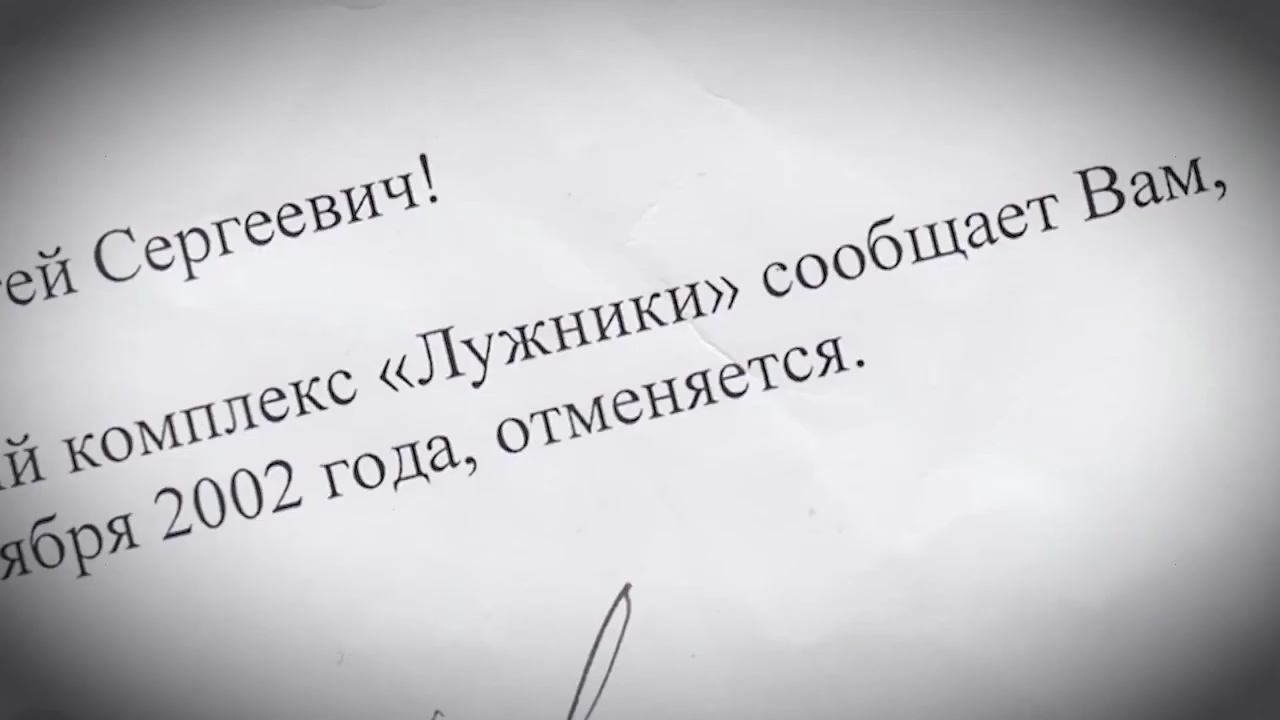 ей Сергеевич!
й комплекс «Лужники» сообщает Вам,
ября 2002 года, отменяется.